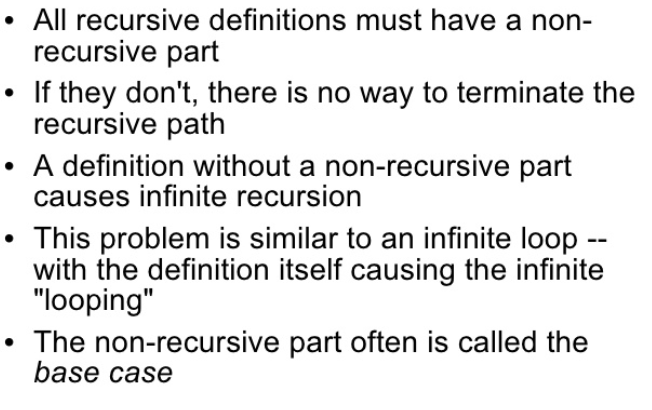 • All recursive definitions must have a non-
recursive part
• If they don't, there is no way to terminate the
recursive path
• A definition without a non-recursive part
causes infinite recursion
• This problem is similar to an infinite loop --
with the definition itself causing the infinite
"looping"
• The non-recursive part often is called the
base case